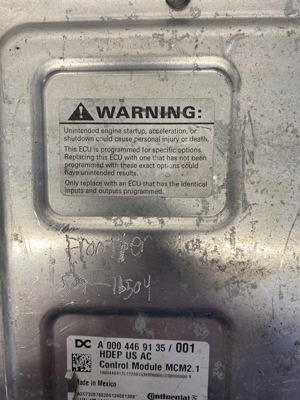 WARNING:
Unintended engine startup, acceleration, or
shutdown could cause personal injury or death.
This ECU is programmed for specific options.
Replacing this ECU with one that has not been
programmed with these exact options could
have unintended results.
Only replace with an ECU that has the identical
inputs and outputs programmed.
DC A 000 446 91 35 / 001
HDEP US AC
Control Module MCM2.1
Made in Mexico
Continental